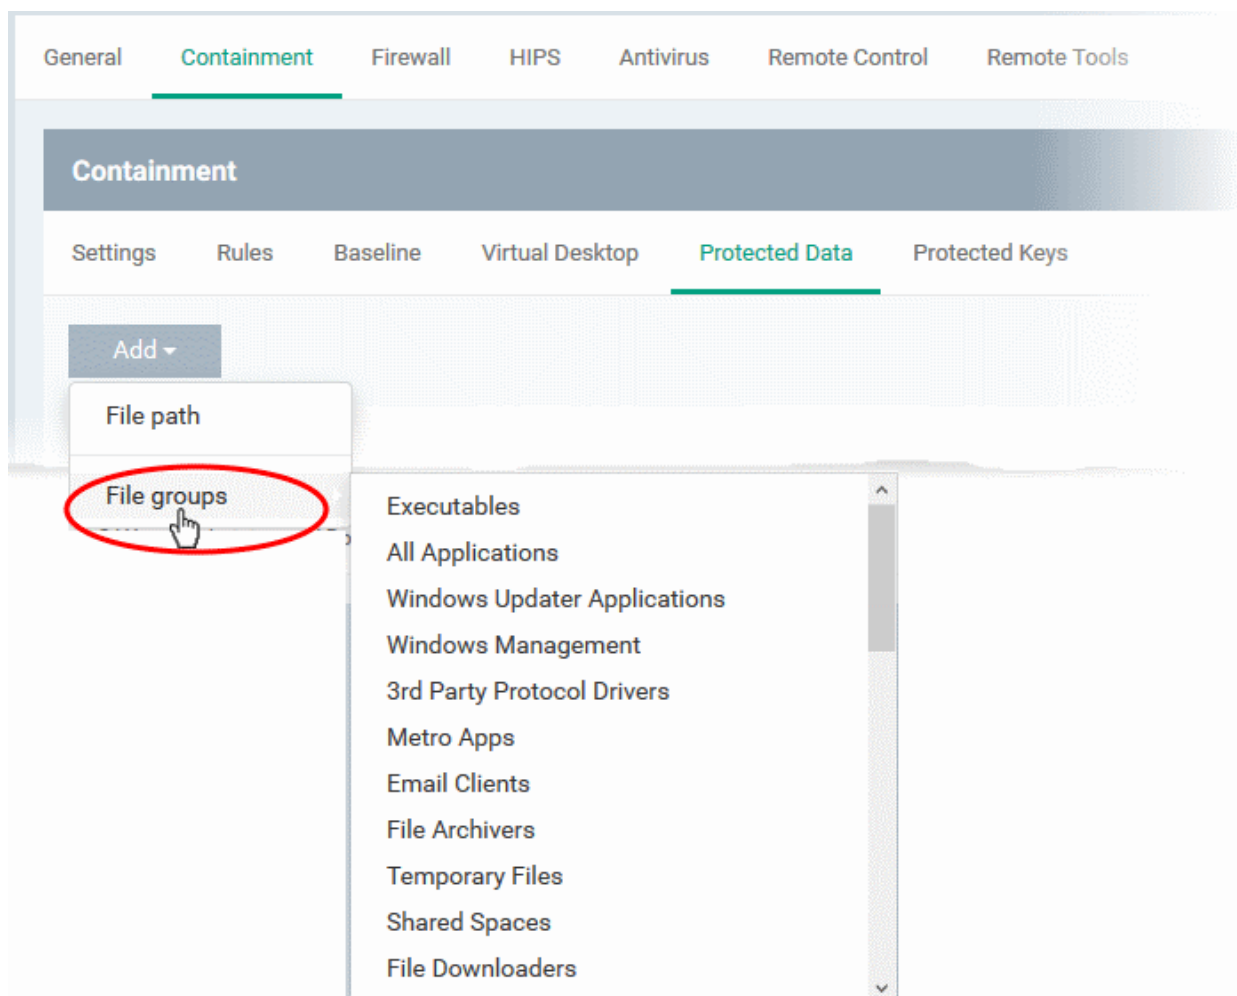 General Containment Firewall HIPS Antivirus Remote Control Remote Tools
Containment
Settings Rules Baseline Virtual Desktop Protected Data Protected Keys
Add
File path
File groups
Executables
All Applications
Windows Updater Applications
Windows Management
3rd Party Protocol Drivers
Metro Apps
Email Clients
File Archivers
Temporary Files
Shared Spaces
File Downloaders